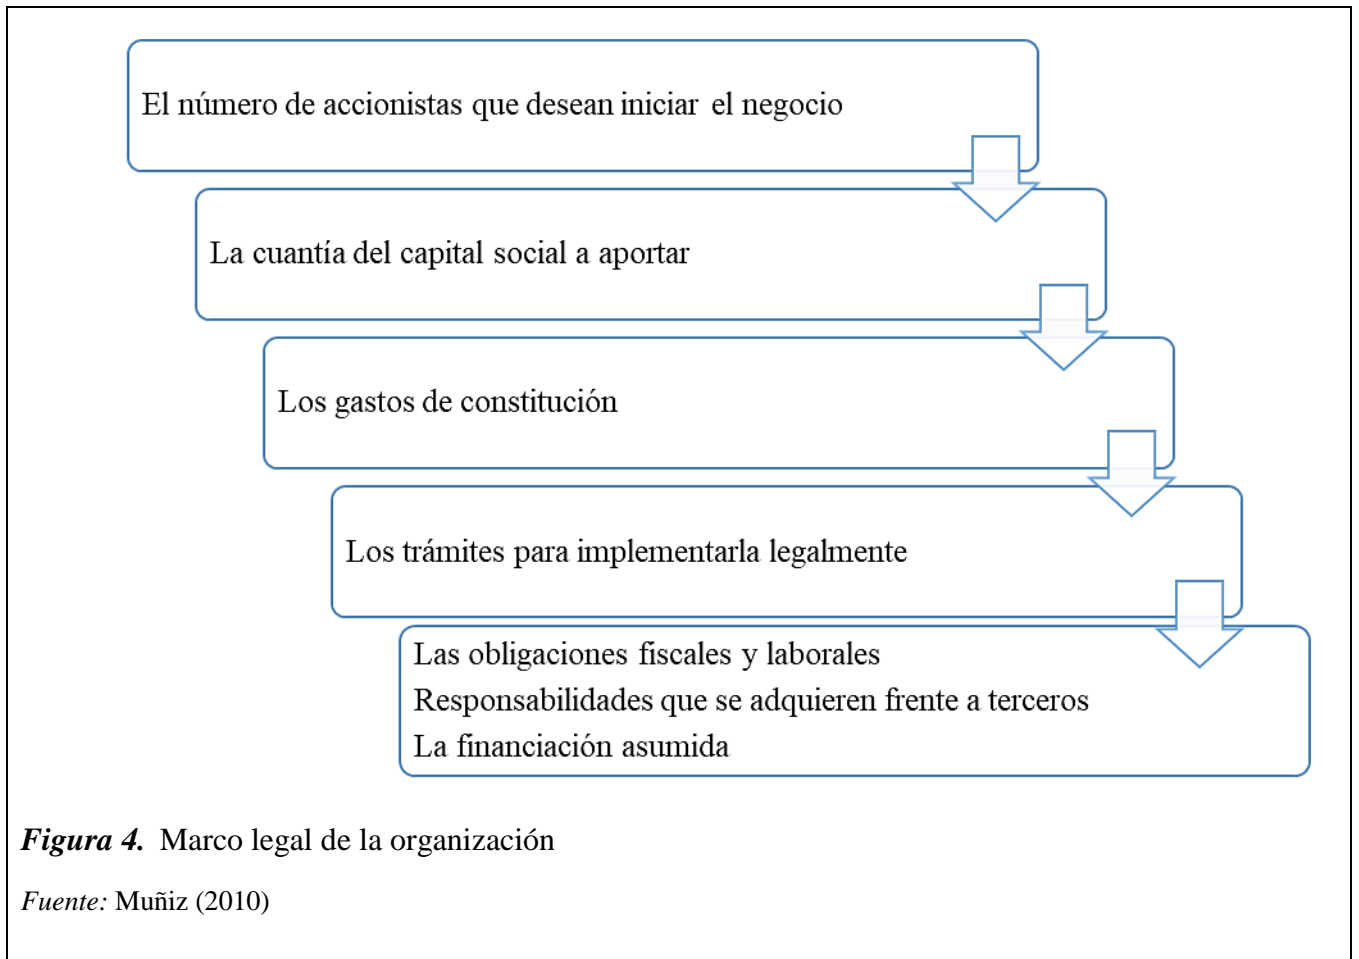 El número de accionistas que desean iniciar el negocio
La cuantía del capital social a aportar
Los gastos de constitución
Los trámites para implementarla legalmente
Las obligaciones fiscales y laborales
Responsabilidades que se adquieren frente a terceros
La financiación asumida
Figura 4. Marco legal de la organización
Fuente: Muñiz (2010)